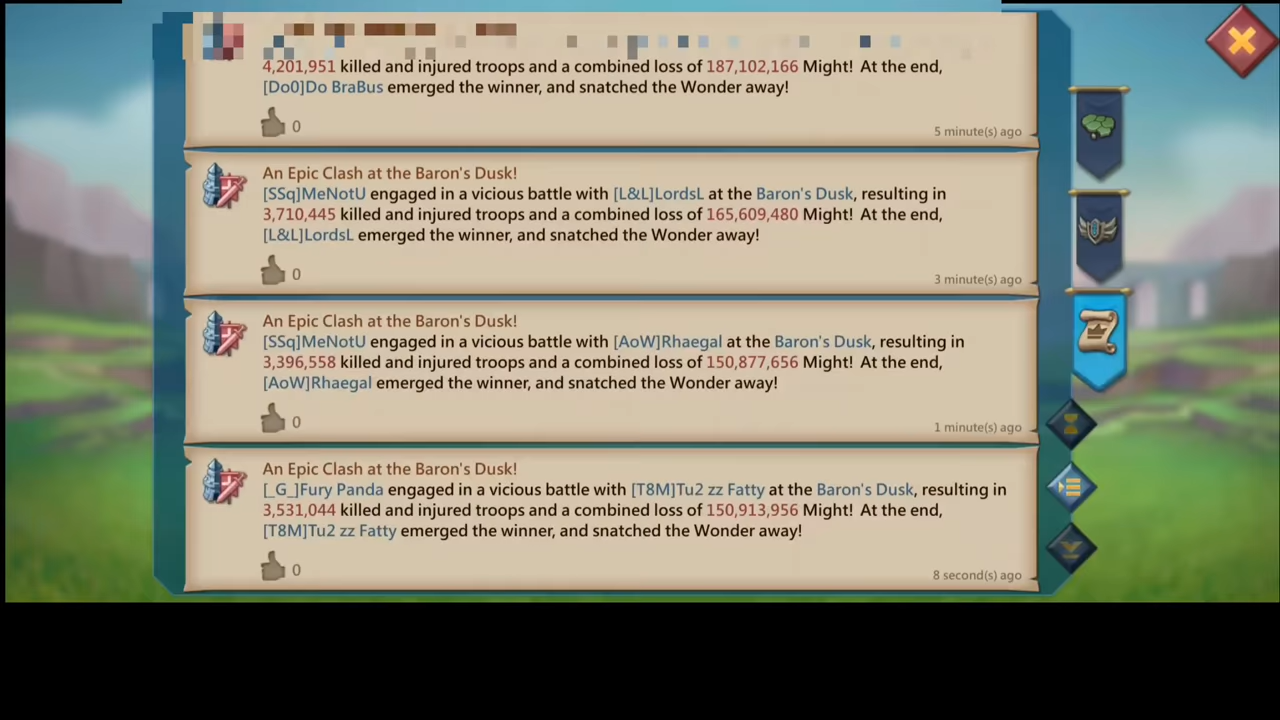 4,201,951 killed and injured troops and a combined loss of 187,102,166 Might! At the end,
[Do0]Do BraBus emerged the winner, and snatched the Wonder away!
0
5 minute(s) ago
An Epic Clash at the Baron's Dusk!
[SSq]MeNotU engaged in a vicious battle with [L&L]LordsL at the Baron's Dusk, resulting in
3,710,445 killed and injured troops and a combined loss of 165,609,480 Might! At the end,
[L&L]LordsL emerged the winner, and snatched the Wonder away!
0
3 minute(s) ago
An Epic Clash at the Baron's Dusk!
[SSq]MeNotU engaged in a vicious battle with [AoW]Rhaegal at the Baron's Dusk, resulting in
3,396,558 killed and injured troops and a combined loss of 150,877,656 Might! At the end,
[AoW]Rhaegal emerged the winner, and snatched the Wonder away!
0
1 minute(s) ago
An Epic Clash at the Baron's Dusk!
[_G_]Fury Panda engaged in a vicious battle with [T8M]Tu2 zz Fatty at the Baron's Dusk, resulting in
3,531,044 killed and injured troops and a combined loss of 150,913,956 Might! At the end,
[T8M]Tu2 zz Fatty emerged the winner, and snatched the Wonder away!
0
8 second(s) ago